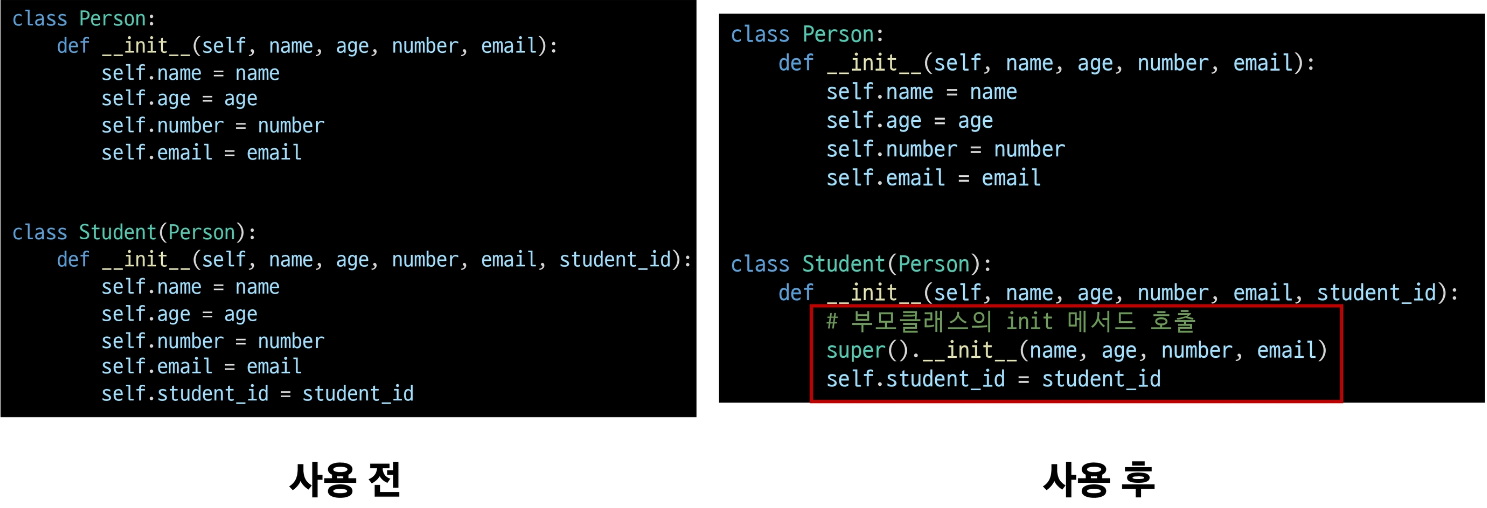 class Person:
    def __init__(self, name, age, number, email):
        self.name = name
        self.age = age
        self.number = number
        self.email = email
class Student(Person):
    def __init__(self, name, age, number, email, student_id):
        self.name = name
        self.age = age
        self.number = number
        self.email = email
        self.student_id = student_id
사용 전
class Person:
    def __init__(self, name, age, number, email):
        self.name = name
        self.age = age
        self.number = number
        self.email = email
class Student(Person):
    def __init__(self, name, age, number, email, student_id):
        # 부모클래스의 init 메서드 호출
        super().__init__(name, age, number, email)
        self.student_id = student_id
사용 후